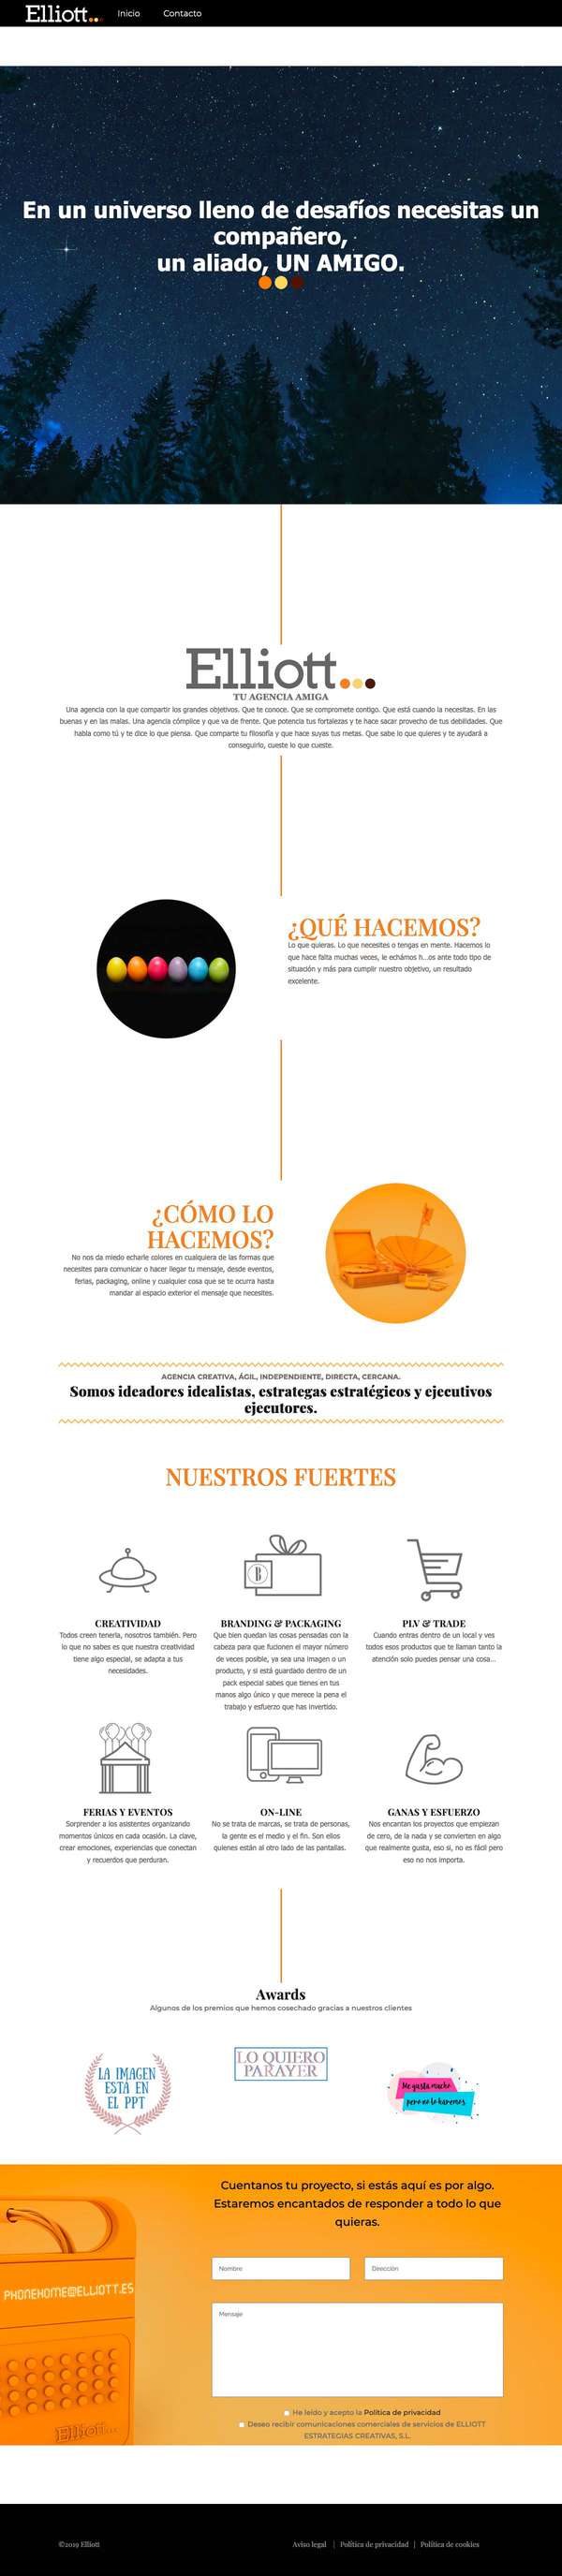 Elliott
Inicio Contacto
En un universo lleno de desafíos necesitas un
compañero,
un aliado, UN AMIGO.
Elliott
TU AGENCIA AMIGA
Una agencia con la que compartir los grandes objetivos. Que te conoce. Que se compromete contigo. Que está cuando la necesitas. En las
buenas y en las malas. Una agencia cómplice y que va de frente. Que potencia tus fortalezas y te hace sacar provecho de tus debilidades. Que
habla como tú y te dice lo que piensa. Que comparte tu filosofía y que hace suyas tus metas. Que sabe lo que quieres y te ayudará a
conseguirlo, cueste lo que cueste.
¿QUÉ HACEMOS?
Lo que quieras. Lo que necesites o tengas en mente. Hacemos lo
que hace falta muchas veces, le echámos h...os ante todo tipo de
situación y más para cumplir nuestro objetivo, un resultado
excelente.
¿CÓMO LO
HACEMOS?
No nos da miedo echarle colores en cualquiera de las formas que
necesites para comunicar o hacer llegar tu mensaje, desde eventos,
ferias, packaging, online y cualquier cosa que se te ocurra hasta
mandar al espacio exterior el mensaje que necesites.
AGENCIA CREATIVA, ÁGIL, INDEPENDIENTE, DIRECTA, CERCANA.
Somos ideadores idealistas, estrategas estratégicos y ejecutivos
ejecutores.
NUESTROS FUERTES
B
CREATIVIDAD
Todos creen tenerla, nosotros también. Pero
lo que no sabes es que nuestra creatividad
tiene algo especial, se adapta a tus
necesidades.
BRANDING & PACKAGING
Que bien quedan las cosas pensadas con la
cabeza para que fucionen el mayor número
de veces posible, ya sea una imagen o un
producto, y si está guardado dentro de un
pack especial sabes que tienes en tus
manos algo único y que merece la pena el
trabajo y esfuerzo que has invertido.
PLV & TRADE
Cuando entras dentro de un local y ves
todos esos productos que te llaman tanto la
atención solo puedes pensar una cosa...
FERIAS Y EVENTOS
Sorprender a los asistentes organizando
momentos únicos en cada ocasión. La clave,
crear emociones, experiencias que conectan
y recuerdos que perduran.
ON-LINE
No se trata de marcas, se trata de personas,
la gente es el medio y el fin. Son ellos
quienes están al otro lado de las pantallas.
GANAS Y ESFUERZO
Nos encantan los proyectos que empiezan
de cero, de la nada y se convierten en algo
que realmente gusta, eso si, no es fácil pero
eso no nos importa.
Awards
Algunos de los premios que hemos cosechado gracias a nuestros clientes
LA IMAGEN
ESTÁ EN
EL PPT
LO QUIERO
PARAYER
Me gusta mucho
pero no lo haremos
Cuentanos tu proyecto, si estás aquí es por algo.
Estaremos encantados de responder a todo lo que
quieras.
Nombre
Dirección
Mensaje
PHONEHOME@ELLIOTT.ES
Elliott
He leído y acepto la Política de privacidad
Deseo recibir comunicaciones comerciales de servicios de ELLIOTT
ESTRATEGIAS CREATIVAS, S.L.
©2019 Elliott
Aviso legal | Política de privacidad | Política de cookies